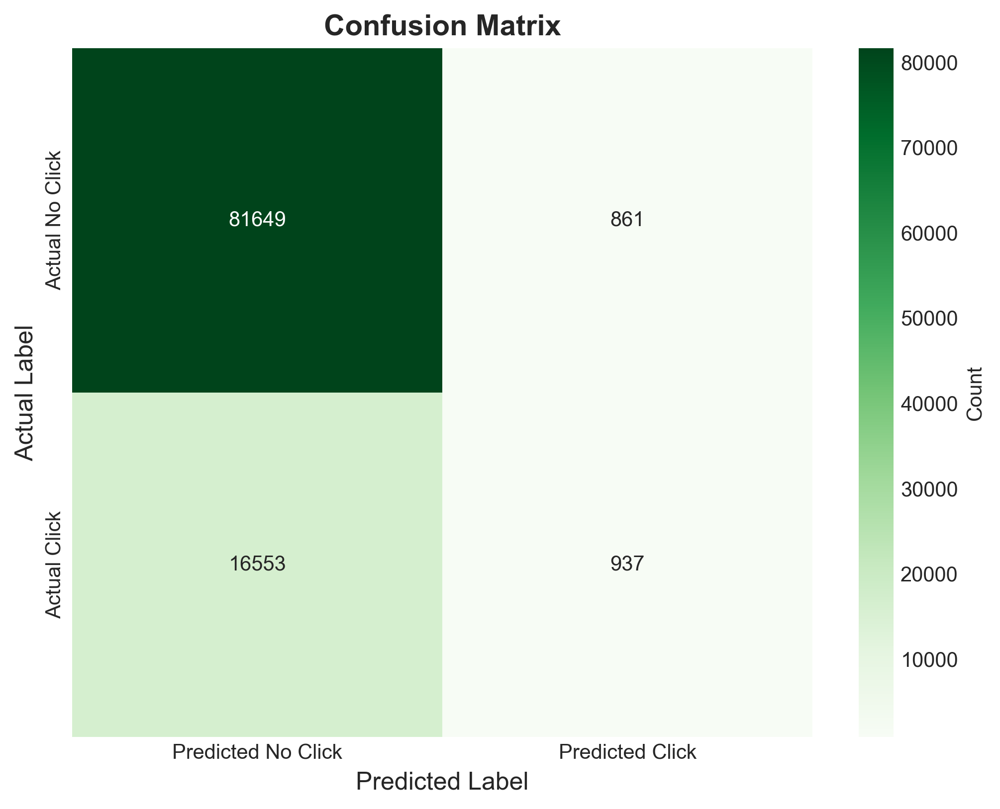 Confusion Matrix
Actual Label
Actual No Click
81649
861
Actual Click
16553
937
Predicted No Click
Predicted Click
Predicted Label
80000
70000
60000
50000
40000
30000
20000
10000
Count